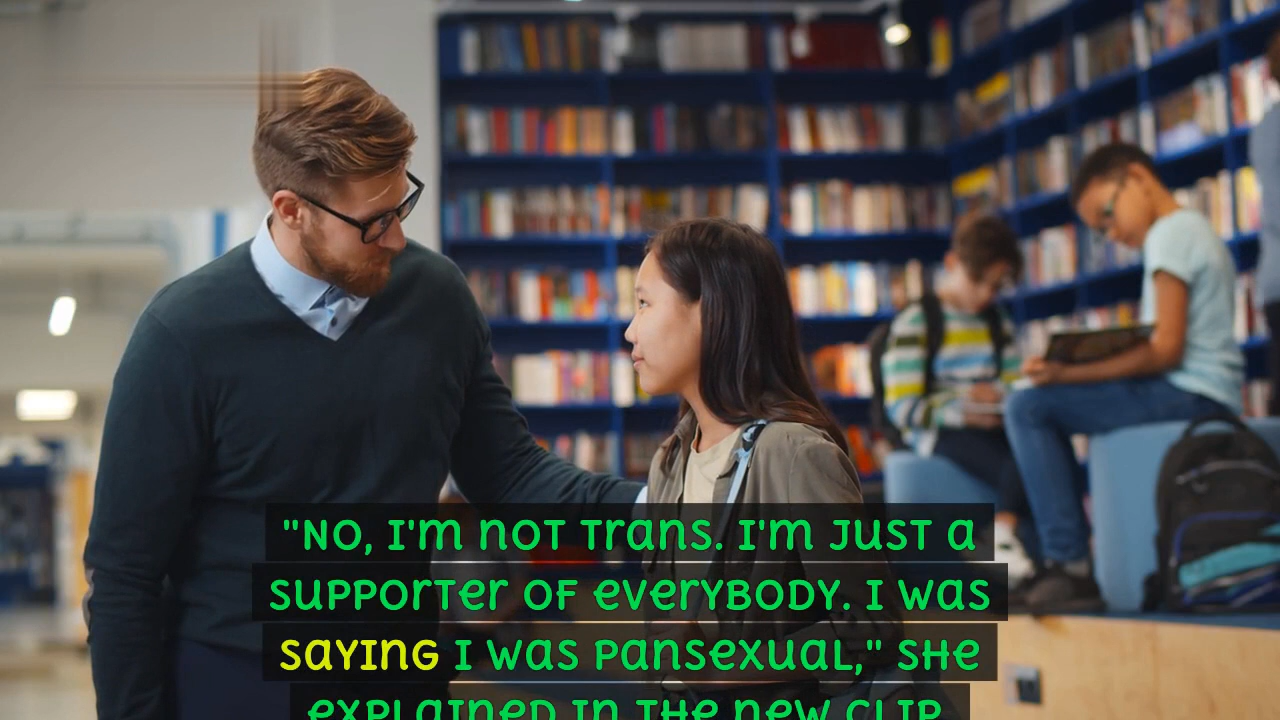 "No, I'm not trans. I'm just a
supporter of everybody. I was
saying I was pansexual," she
explained in the new clip.